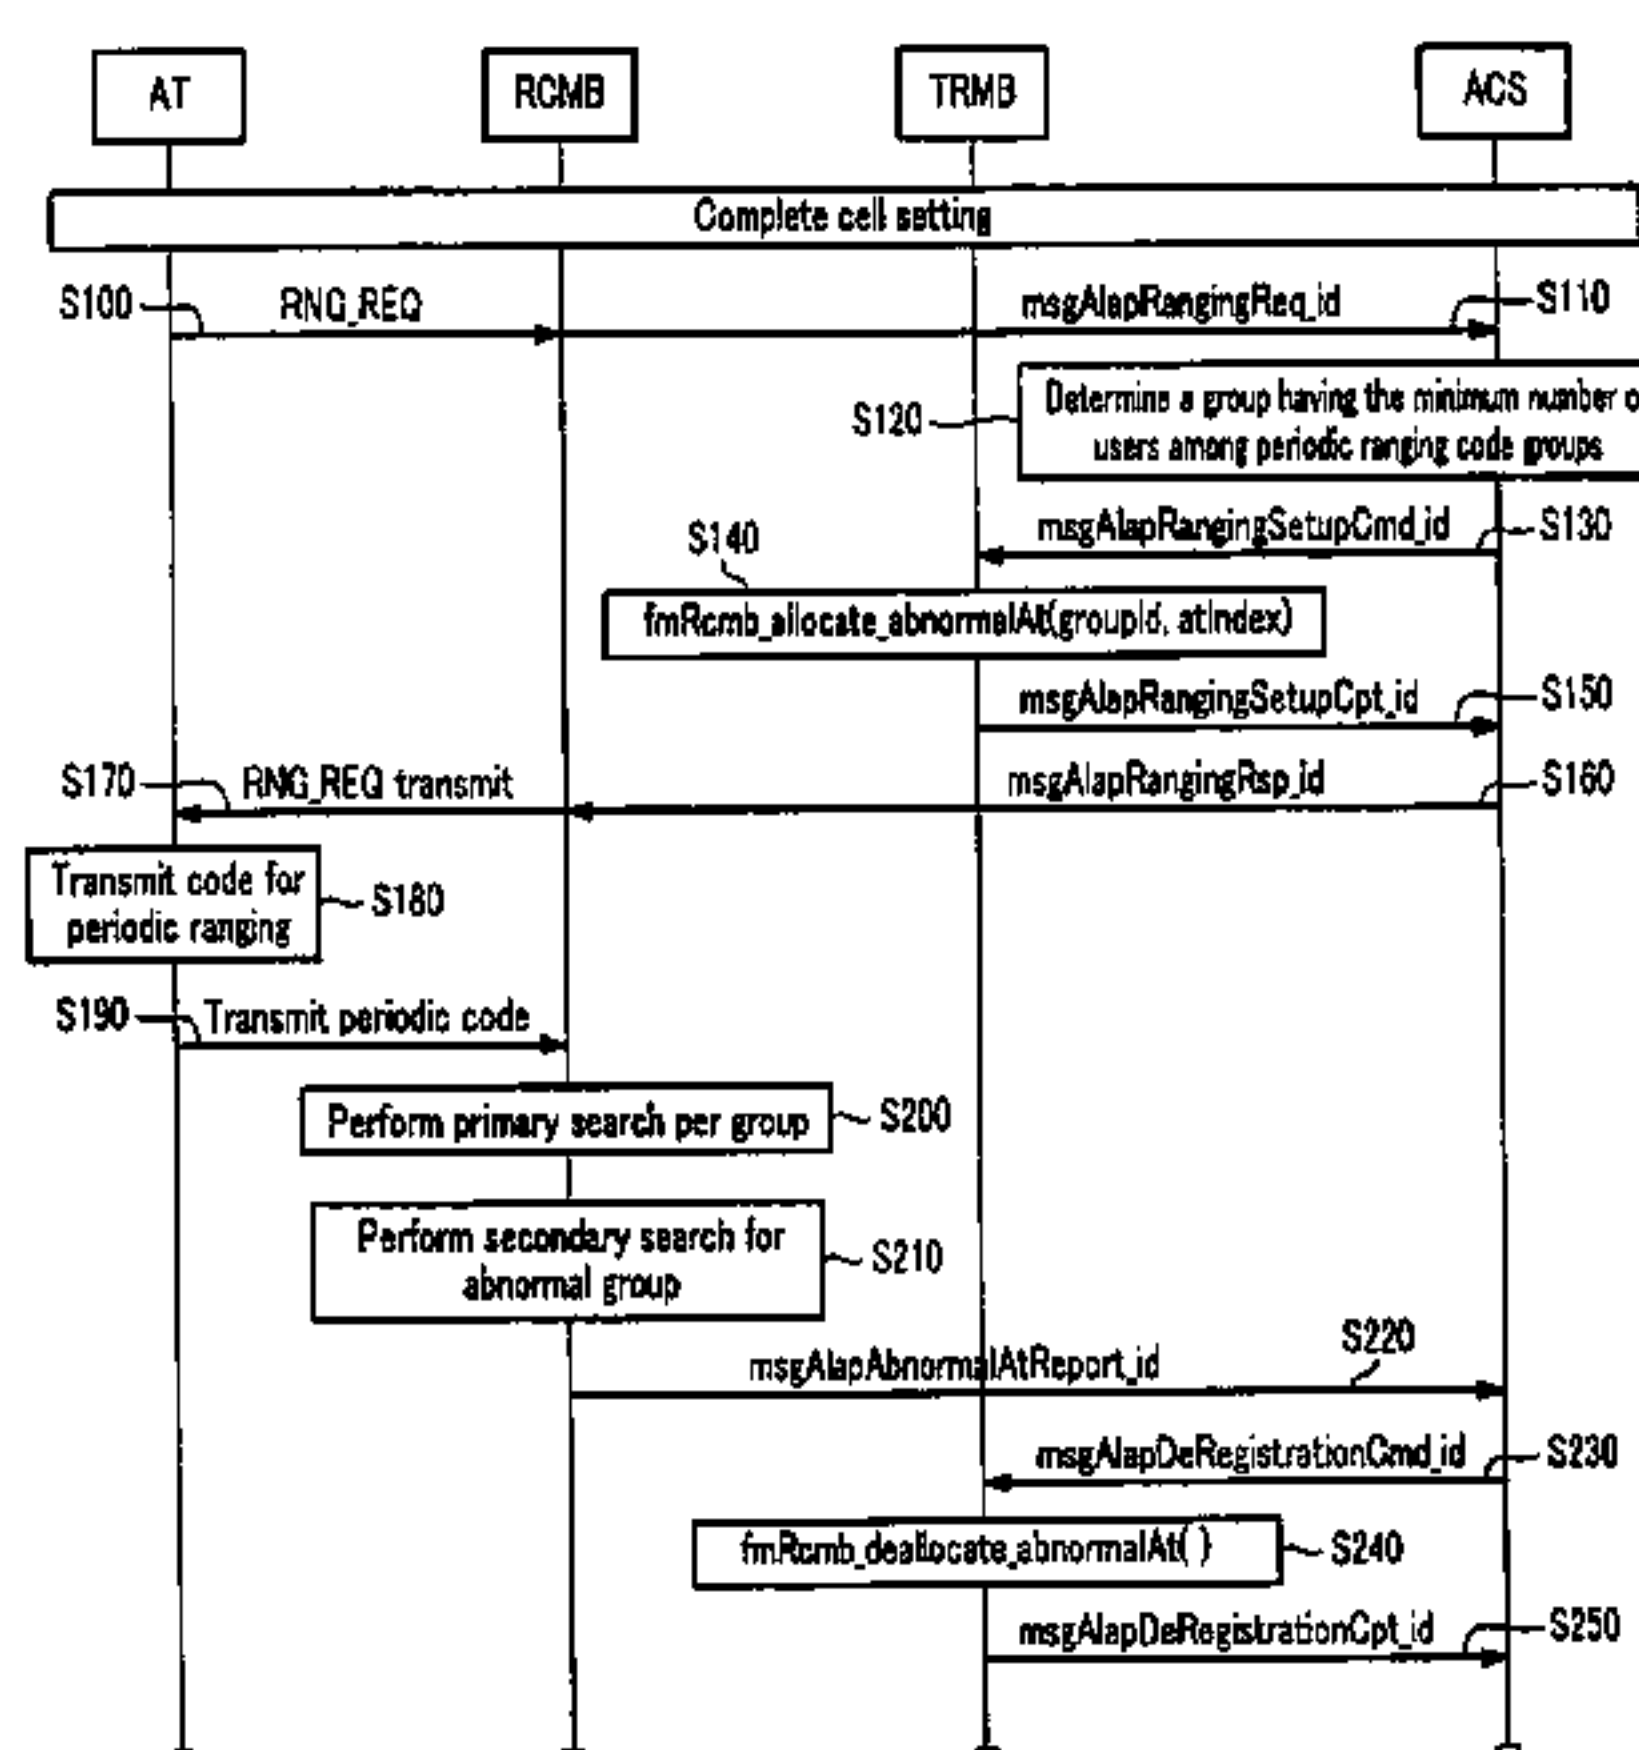 AT
RCMB
TRMB
ACS
Complete cell setting
S100
RNG_REQ
msgAlapRangingReq_id
S110
S120
Determine a group having the minimum number o
users among periodic ranging code groups
S140
msgAlapRangingSetupCmd_id
S130
fmRcmb_allocate_abnormalAt(groupId, atIndex)
msgAlapRangingSetupCpt_id
S150
S170
RNG_REQ transmit
msgAlapRangingRsp_id
S160
Transmit code for
periodic ranging
S180
S190
Transmit periodic code
Perform primary search per group
S200
Perform secondary search for
abnormal group
S210
msgAlapAbnormalAtReport_id
S220
msgAlapDeRegistrationCmd_id
S230
fmRcmb_deallocate_abnormalAt( )
S240
msgAlapDeRegistrationCpt_id
S250